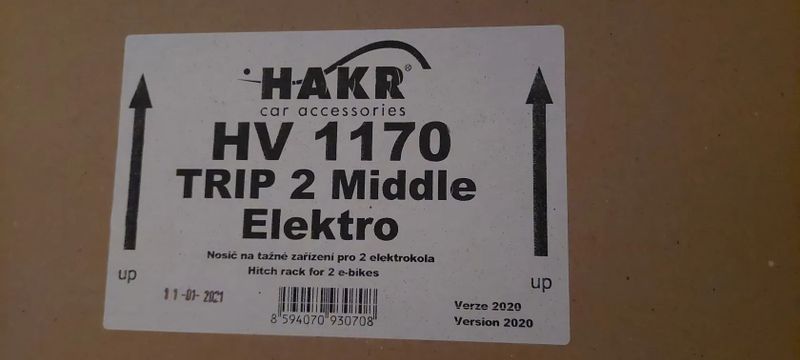 HAKR®
car accessories
HV 1170
TRIP 2 Middle
Elektro
Nosič na tažné zařízení pro 2 elektrokola
Hitch rack for 2 e-bikes
up
up
11-01-2021
8 594070 930708
Verze 2020
Version 2020